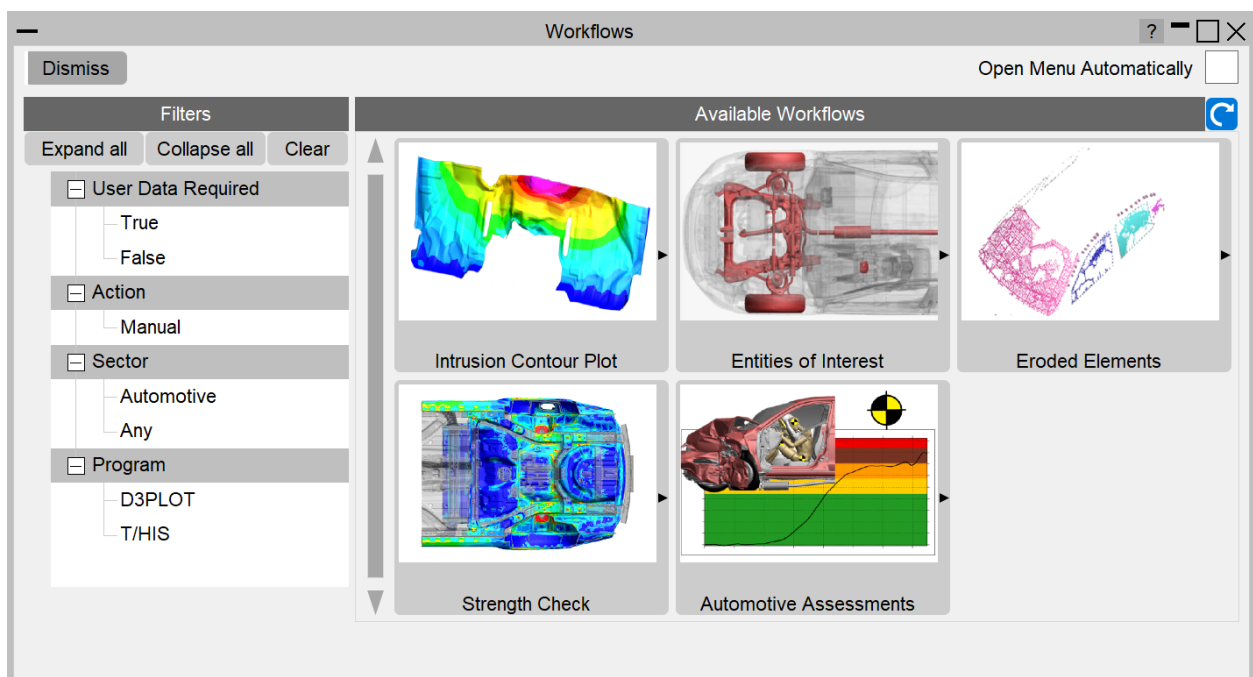 Workflows
?
Dismiss
Open Menu Automatically
Filters
Available Workflows
Expand all
Collapse all
Clear
User Data Required
True
False
Action
Manual
Sector
Automotive
Any
Program
D3PLOT
T/HIS
Intrusion Contour Plot
Entities of Interest
Eroded Elements
Strength Check
Automotive Assessments